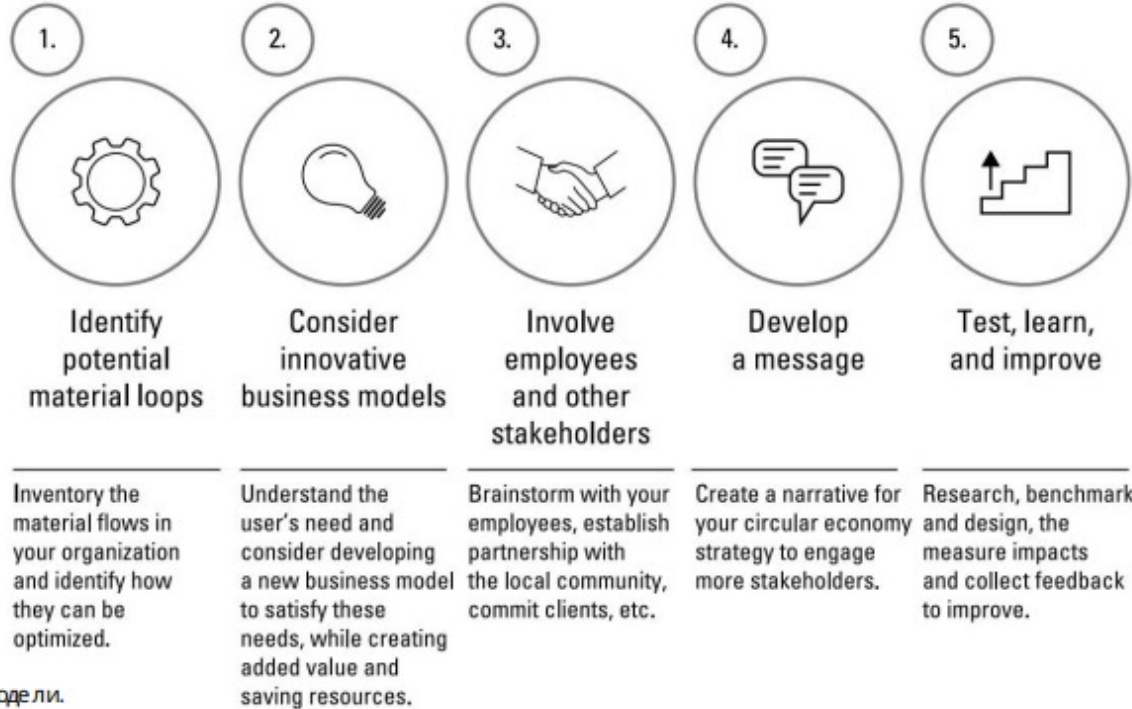 1.
Identify
potential
material loops
Inventory the
material flows in
your organization
and identify how
they can be
optimized.
2.
Consider
innovative
business models
Understand the
user's need and
consider developing
a new business model
to satisfy these
needs, while creating
added value and
saving resources.
3.
Involve
employees
and other
stakeholders
Brainstorm with your
employees, establish
partnership with
the local community,
commit clients, etc.
4.
Develop
a message
Create a narrative for
your circular economy
strategy to engage
more stakeholders.
5.
Test, learn,
and improve
Research, benchmark
and design, the
measure impacts
and collect feedback
to improve.